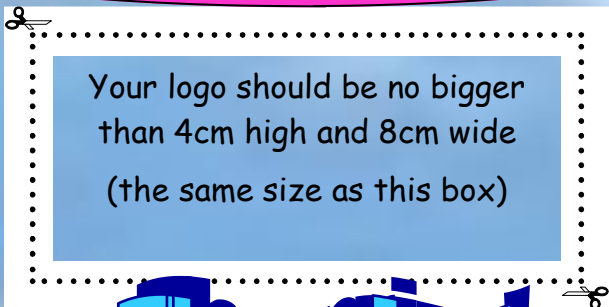 Your logo should be no bigger
than 4cm high and 8cm wide
(the same size as this box)